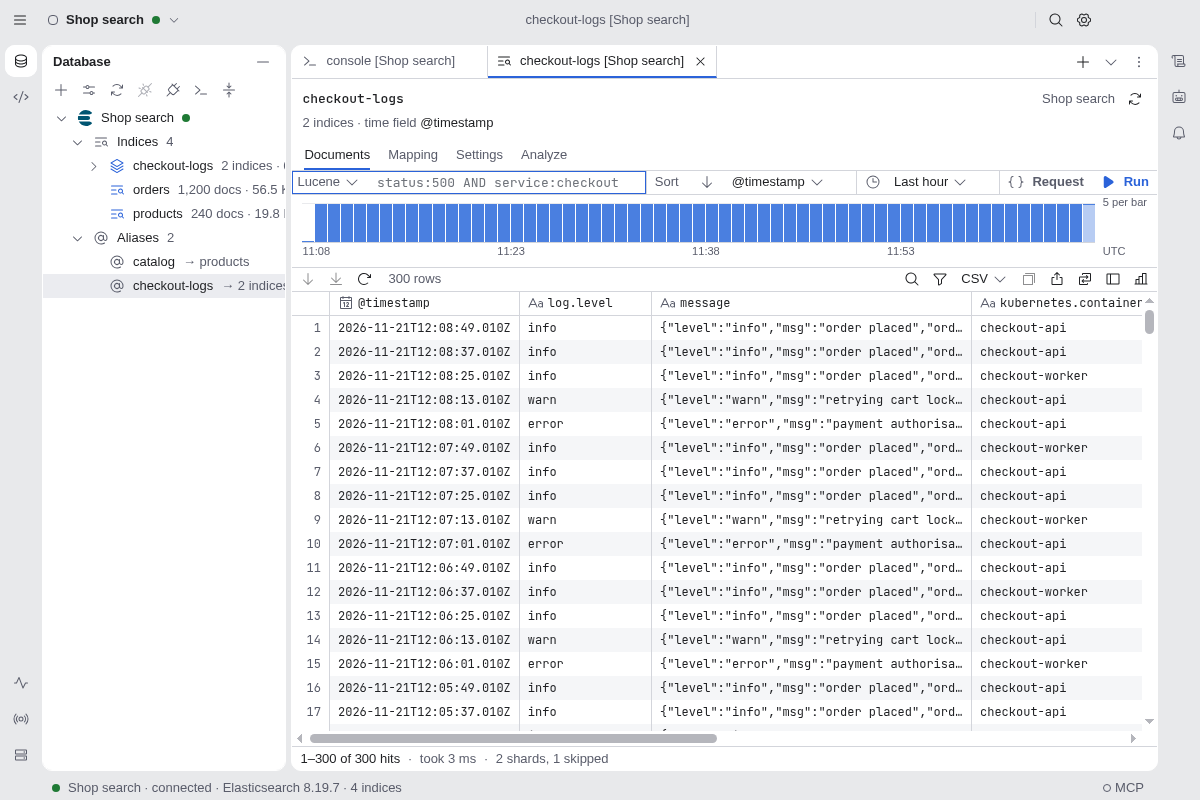 Shop search
checkout-logs [Shop search]
Database
console [Shop search]
checkout-logs [Shop search]
Shop search
Indices 4
checkout-logs 2 indices ·
orders 1,200 docs · 56.5
products 240 docs · 19.8
Aliases 2
catalog → products
checkout-logs → 2 indices
checkout-logs
Shop search
2 indices · time field @timestamp
Documents Mapping Settings Analyze
Lucene status:500 AND service:checkout Sort @timestamp Last hour { } Request Run
5 per bar
11:08 11:23 11:38 11:53 UTC
300 rows CSV
@timestamp Aa log.level Aa message Aa kubernetes.container
1 2026-11-21T12:08:49.010Z info {"level":"info","msg":"order placed","ord… checkout-api
2 2026-11-21T12:08:37.010Z info {"level":"info","msg":"order placed","ord… checkout-api
3 2026-11-21T12:08:25.010Z info {"level":"info","msg":"order placed","ord… checkout-worker
4 2026-11-21T12:08:13.010Z warn {"level":"warn","msg":"retrying cart lock… checkout-api
5 2026-11-21T12:08:01.010Z error {"level":"error","msg":"payment authorisa… checkout-api
6 2026-11-21T12:07:49.010Z info {"level":"info","msg":"order placed","ord… checkout-worker
7 2026-11-21T12:07:37.010Z info {"level":"info","msg":"order placed","ord… checkout-api
8 2026-11-21T12:07:25.010Z info {"level":"info","msg":"order placed","ord… checkout-api
9 2026-11-21T12:07:13.010Z warn {"level":"warn","msg":"retrying cart lock… checkout-worker
10 2026-11-21T12:07:01.010Z error {"level":"error","msg":"payment authorisa… checkout-api
11 2026-11-21T12:06:49.010Z info {"level":"info","msg":"order placed","ord… checkout-api
12 2026-11-21T12:06:37.010Z info {"level":"info","msg":"order placed","ord… checkout-worker
13 2026-11-21T12:06:25.010Z info {"level":"info","msg":"order placed","ord… checkout-api
14 2026-11-21T12:06:13.010Z warn {"level":"warn","msg":"retrying cart lock… checkout-api
15 2026-11-21T12:06:01.010Z error {"level":"error","msg":"payment authorisa… checkout-worker
16 2026-11-21T12:05:49.010Z info {"level":"info","msg":"order placed","ord… checkout-api
17 2026-11-21T12:05:37.010Z info {"level":"info","msg":"order placed","ord… checkout-api
1–300 of 300 hits · took 3 ms · 2 shards, 1 skipped
Shop search · connected · Elasticsearch 8.19.7 · 4 indices
MCP